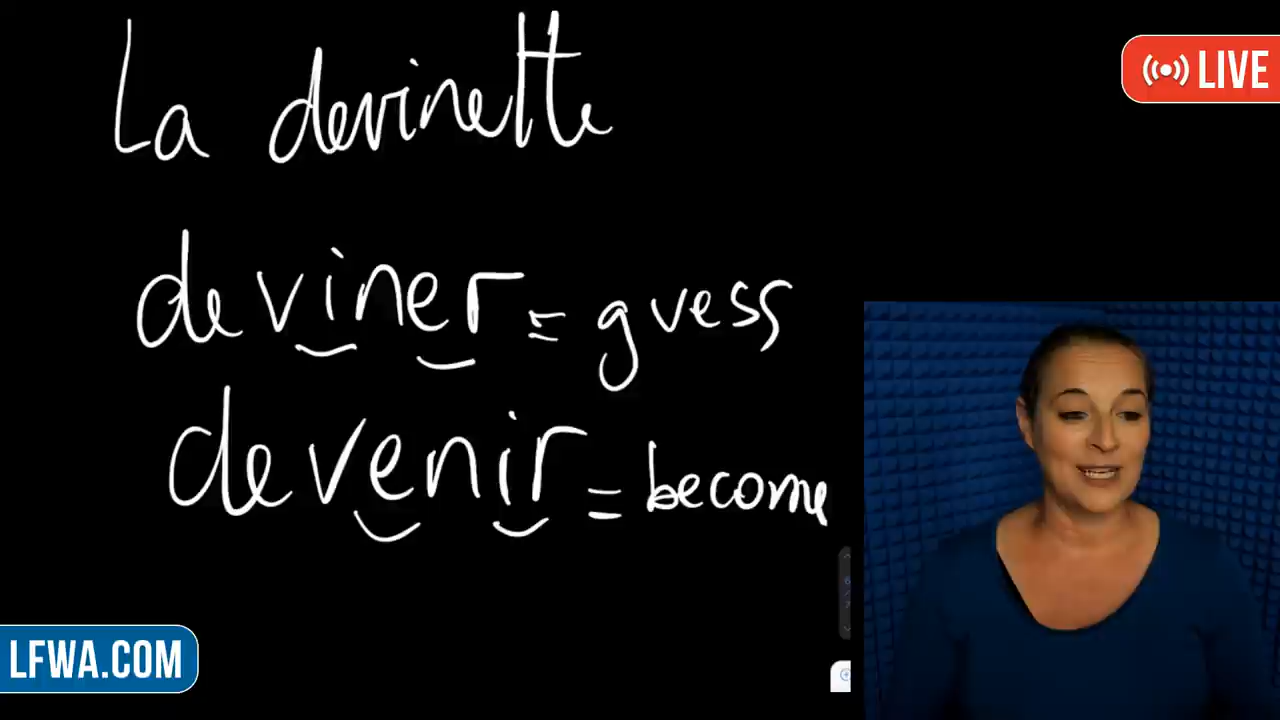 La devinette
LIVE
deviner = guess
devenir = become
LFWA.COM